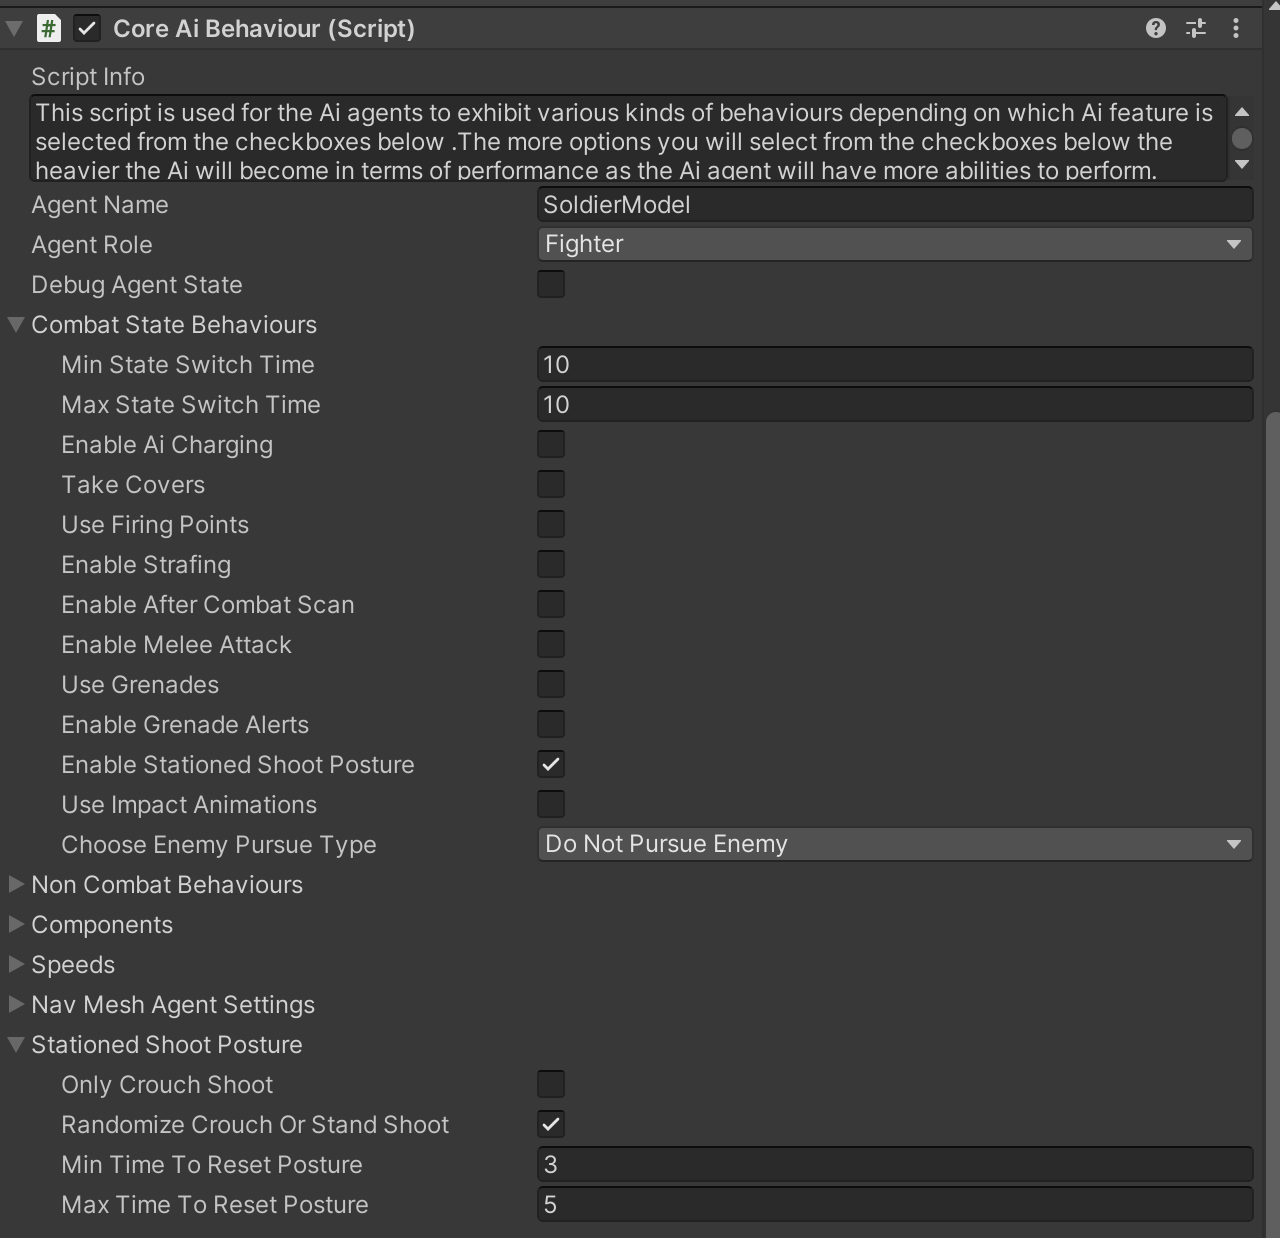 # Core Ai Behaviour (Script)
Script Info
This script is used for the Ai agents to exhibit various kinds of behaviours depending on which Ai feature is
selected from the checkboxes below .The more options you will select from the checkboxes below the
heavier the Ai will become in terms of performance as the Ai agent will have more abilities to perform.
Agent Name SoldierModel
Agent Role Fighter
Debug Agent State
Combat State Behaviours
Min State Switch Time 10
Max State Switch Time 10
Enable Ai Charging
Take Covers
Use Firing Points
Enable Strafing
Enable After Combat Scan
Enable Melee Attack
Use Grenades
Enable Grenade Alerts
Enable Stationed Shoot Posture
Use Impact Animations
Choose Enemy Pursue Type Do Not Pursue Enemy
Non Combat Behaviours
Components
Speeds
Nav Mesh Agent Settings
Stationed Shoot Posture
Only Crouch Shoot
Randomize Crouch Or Stand Shoot
Min Time To Reset Posture 3
Max Time To Reset Posture 5